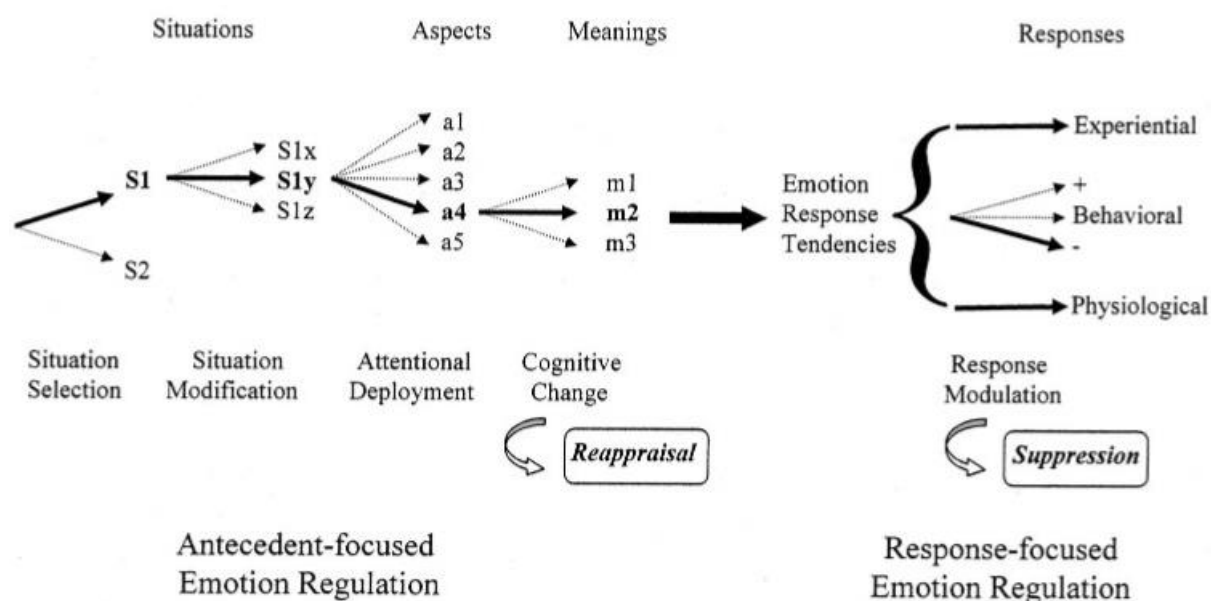 Situations Aspects Meanings Responses
a1
Experiential
a2
S1x
S1 S1y a3 m1 Emotion +
a4 m2 Response Behavioral
S1z
a5 m3 Tendencies -
S2
Physiological
Situation Situation Attentional Cognitive Response
Selection Modification Deployment Change Modulation
Reappraisal Suppression
Antecedent-focused Response-focused
Emotion Regulation Emotion Regulation